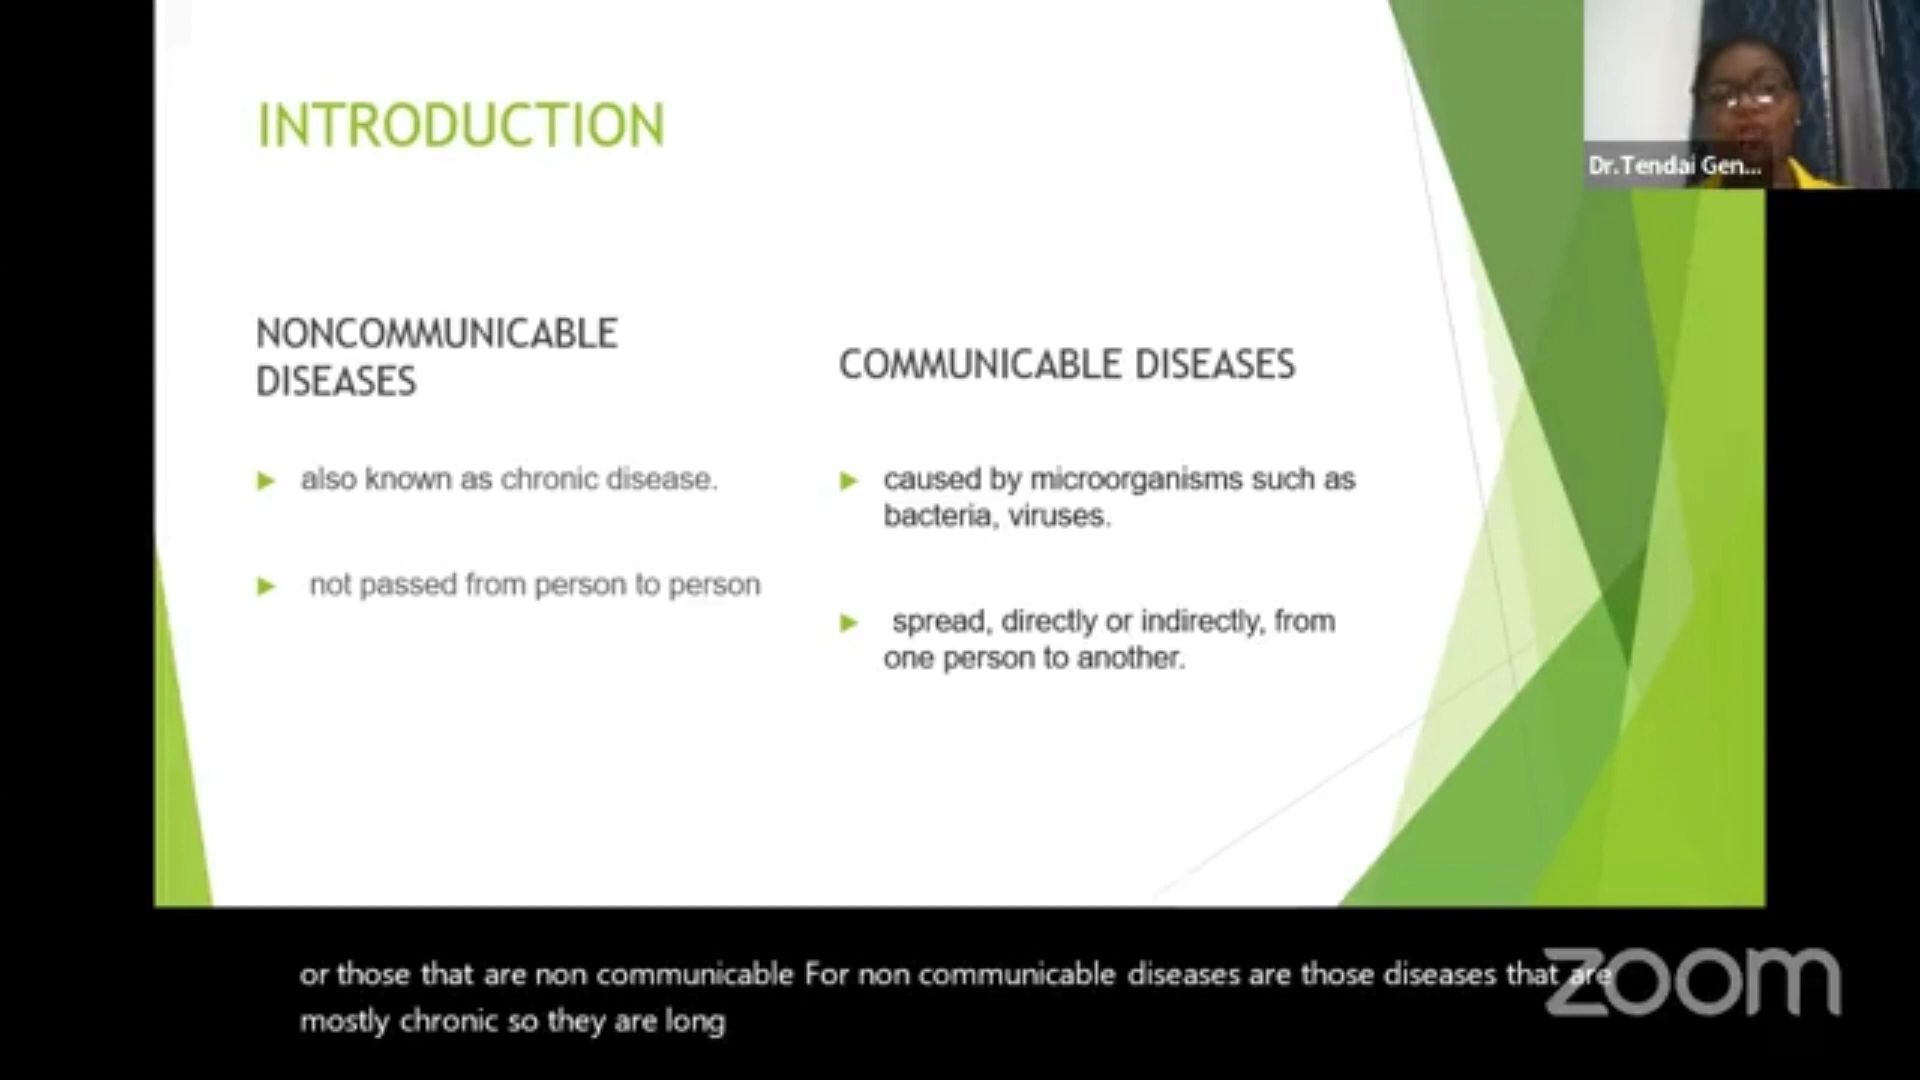 INTRODUCTION
Dr.Tendai Gen...
NONCOMMUNICABLE
DISEASES
► also known as chronic disease.
► not passed from person to person
COMMUNICABLE DISEASES
► caused by microorganisms such as
bacteria, viruses.
► spread, directly or indirectly, from
one person to another.
or those that are non communicable For non communicable diseases are those diseases that are
mostly chronic so they are long
zoom